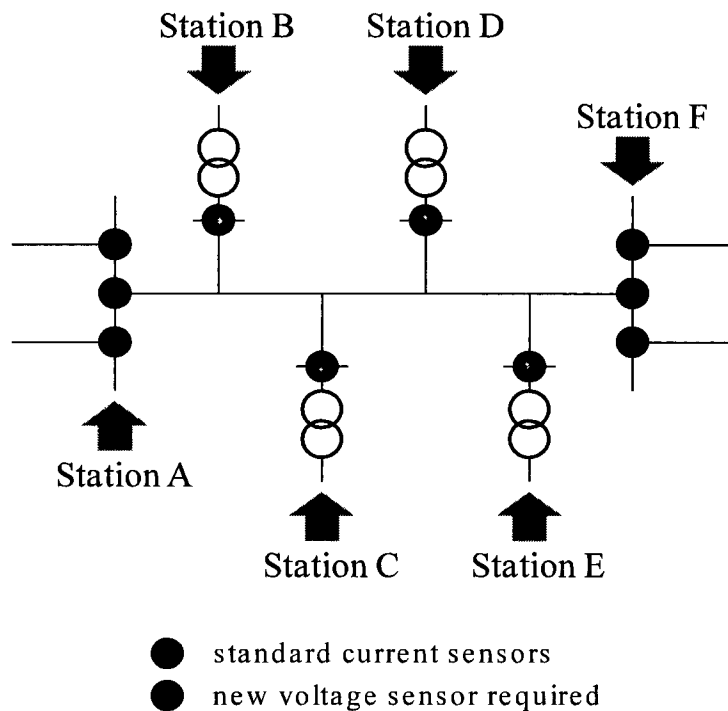 Station B
Station D
Station F
Station A
Station C
Station E
standard current sensors
new voltage sensor required